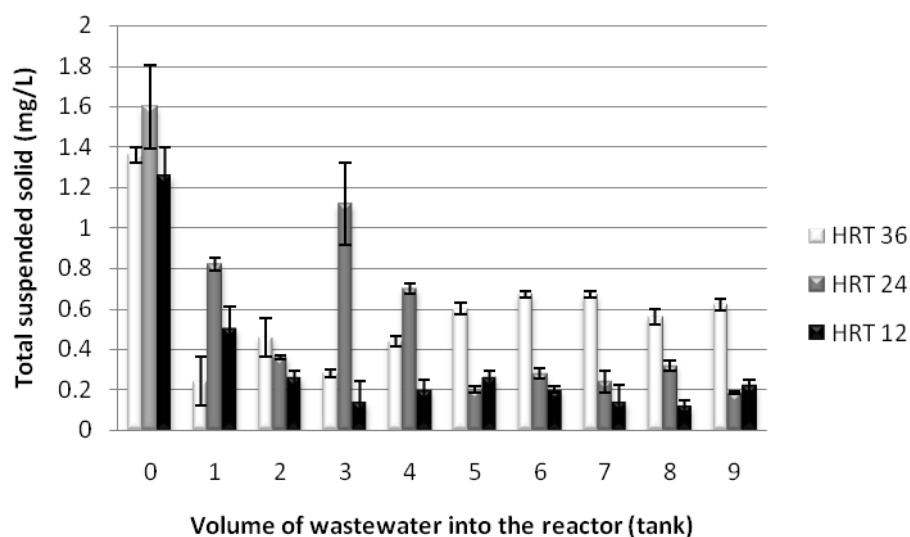 Total suspended solid (mg/L)
2
1.8
1.6
1.4
1.2
1
0.8
0.6
0.4
0.2
0
0 1 2 3 4 5 6 7 8 9
Volume of wastewater into the reactor (tank)
HRT 36
HRT 24
HRT 12